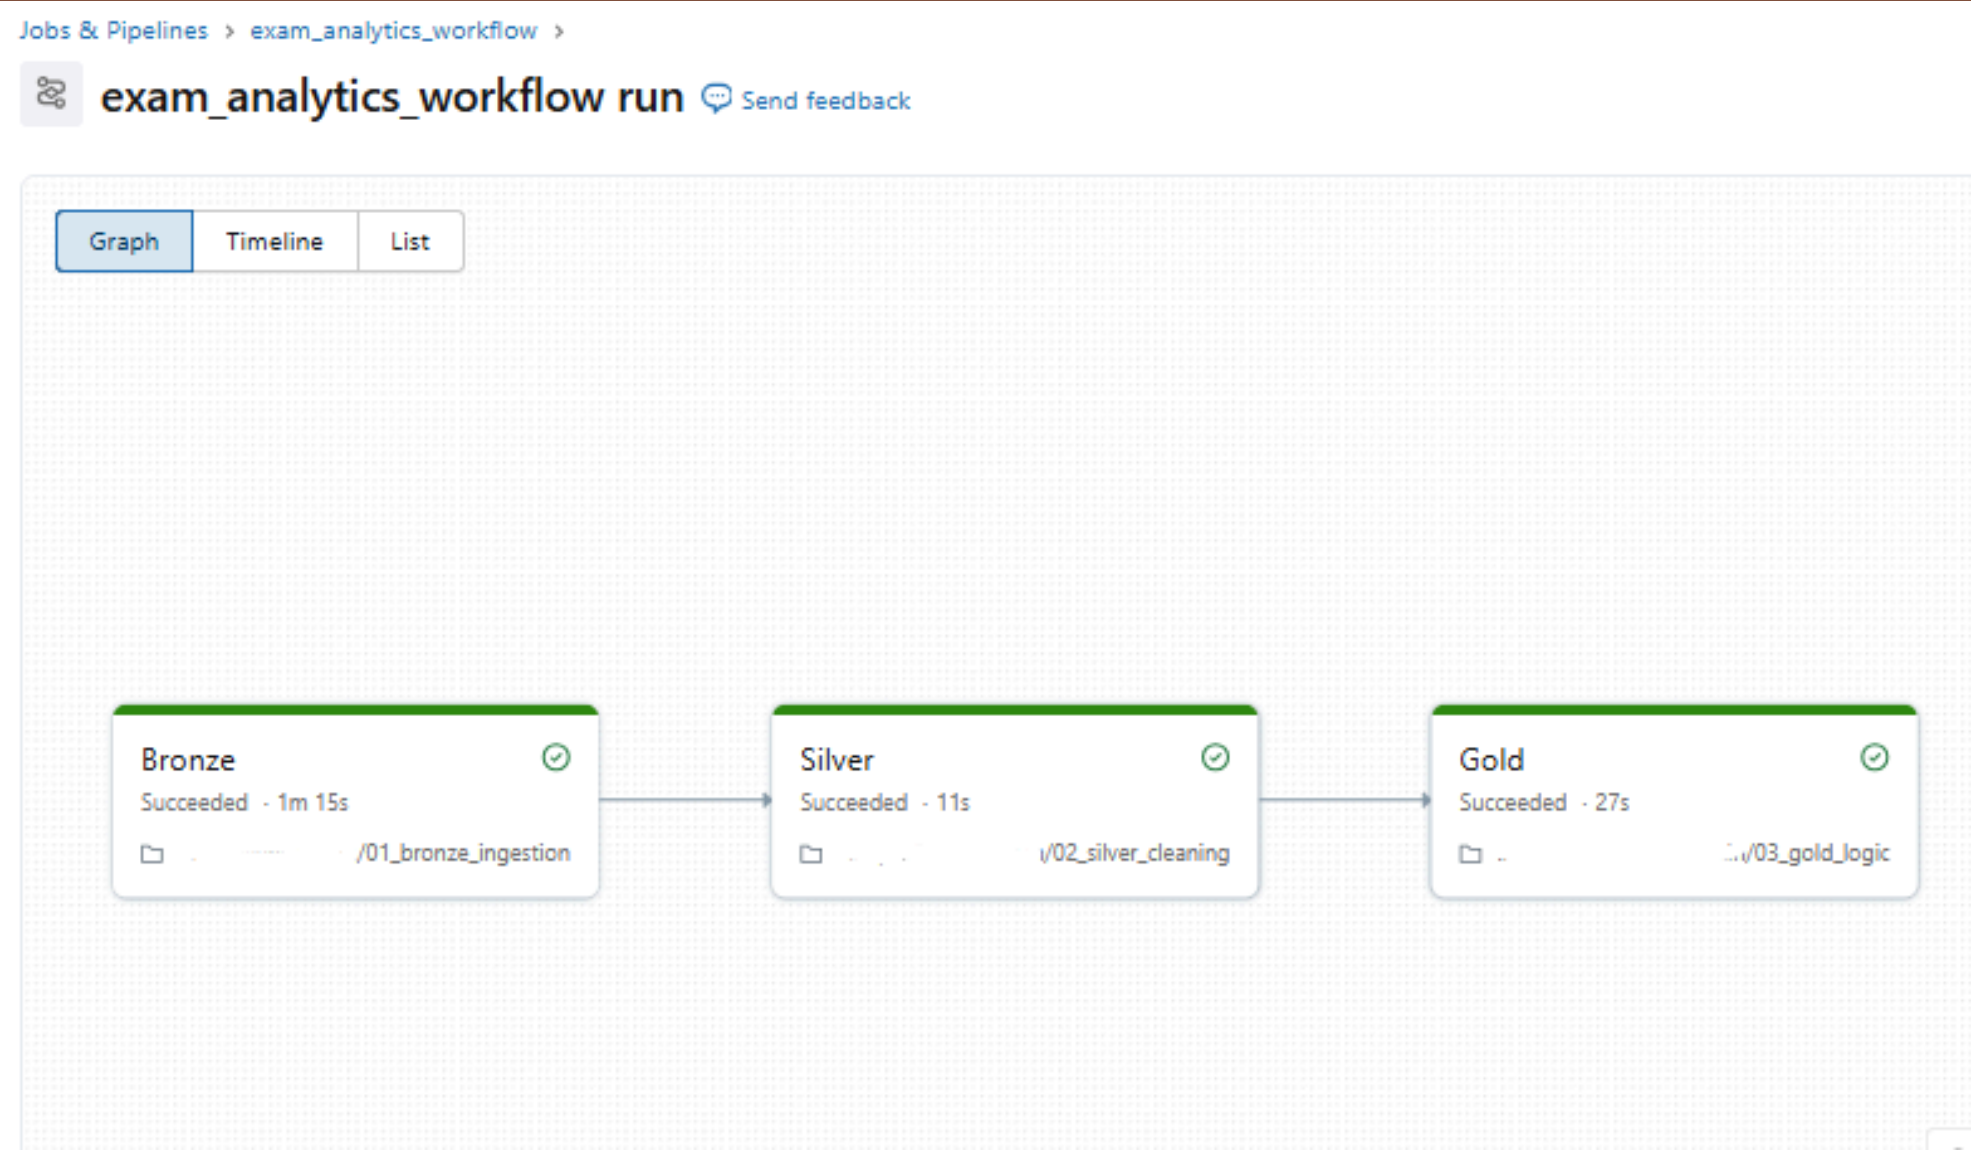 Jobs & Pipelines > exam_analytics_workflow >
exam_analytics_workflow run Send feedback
Graph Timeline List
Bronze
Succeeded - 1m 15s
/01_bronze_ingestion
Silver
Succeeded - 11s
/02_silver_cleaning
Gold
Succeeded - 27s
/03_gold_logic